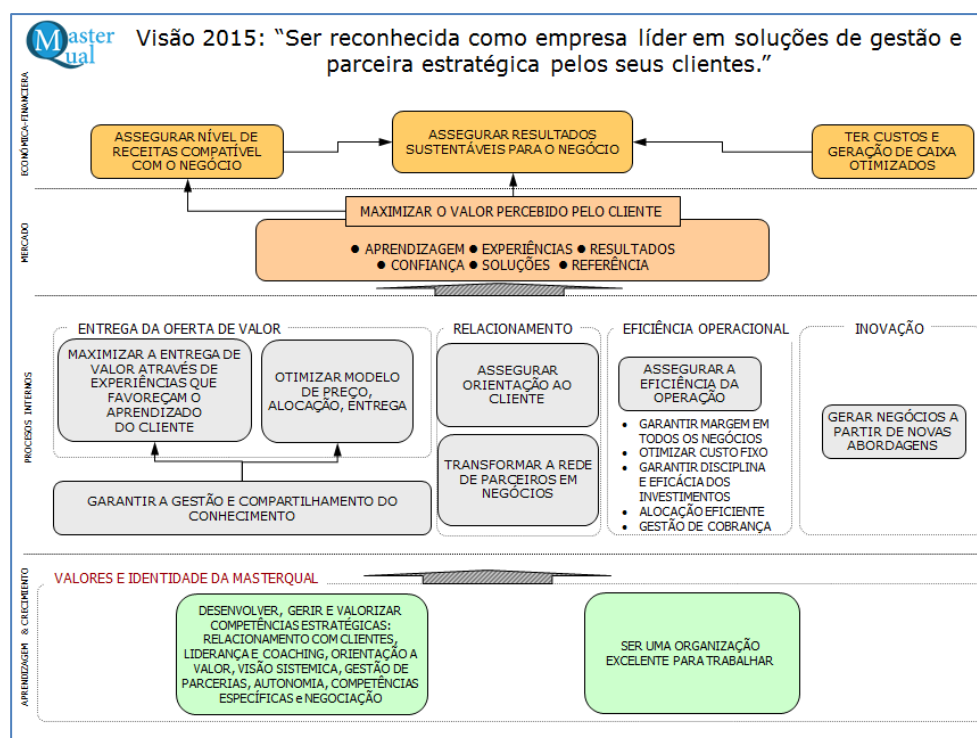 Master Qual
Visão 2015: “Ser reconhecida como empresa líder em soluções de gestão e
parceira estratégica pelos seus clientes.”
ECONÔMICA-FINANCIERA
ASSEGURAR NÍVEL DE
RECEITAS COMPATÍVEL
COM O NEGÓCIO
ASSEGURAR RESULTADOS
SUSTENTÁVEIS PARA O NEGÓCIO
TER CUSTOS E
GERAÇÃO DE CAIXA
OTIMIZADOS
MERCADO
MAXIMIZAR O VALOR PERCEBIDO PELO CLIENTE
● APRENDIZAGEM ● EXPERIÊNCIAS ● RESULTADOS
● CONFIANÇA ● SOLUÇÕES ● REFERÊNCIA
PROCESOS INTERNOS
ENTREGA DA OFERTA DE VALOR
MAXIMIZAR A ENTREGA DE
VALOR ATRAVÉS DE
EXPERIÊNCIAS QUE
FAVOREÇAM O
APRENDIZADO
DO CLIENTE
OTIMIZAR MODELO
DE PREÇO,
ALOCAÇÃO, ENTREGA
GARANTIR A GESTÃO E COMPARTILHAMENTO DO
CONHECIMENTO
RELACIONAMENTO
ASSEGURAR
ORIENTAÇÃO AO
CLIENTE
TRANSFORMAR A REDE
DE PARCEIROS EM
NEGÓCIOS
EFICIÊNCIA OPERACIONAL
ASSEGURAR A
EFICIÊNCIA DA
OPERAÇÃO
• GARANTIR MARGEM EM
TODOS OS NEGÓCIOS
• OTIMIZAR CUSTO FIXO
• GARANTIR DISCIPLINA
E EFICÁCIA DOS
INVESTIMENTOS
• ALOCAÇÃO EFICIENTE
• GESTÃO DE COBRANÇA
INOVAÇÃO
GERAR NEGÓCIOS A
PARTIR DE NOVAS
ABORDAGENS
APRENDIZAGEM & CRECIMENTO
VALORES E IDENTIDADE DA MASTERQUAL
DESENVOLVER, GERIR E VALORIZAR
COMPETÊNCIAS ESTRATÉGICAS:
RELACIONAMENTO COM CLIENTES,
LIDERANÇA E COACHING, ORIENTAÇÃO A
VALOR, VISÃO SISTEMICA, GESTÃO DE
PARCERIAS, AUTONOMIA, COMPETÊNCIAS
ESPECÍFICAS e NEGOCIAÇÃO
SER UMA ORGANIZAÇÃO
EXCELENTE PARA TRABALHAR